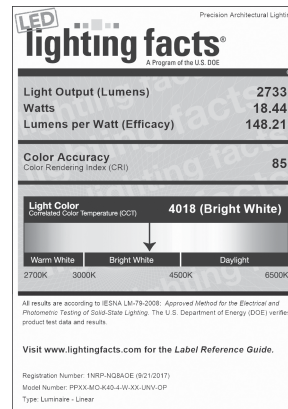 Precision Architectural Lightin
LED
lighting facts®
A Program of the U.S. DOE
Light Output (Lumens) 2733
Watts 18.44
Lumens per Watt (Efficacy) 148.21
Color Accuracy
Color Rendering Index (CRI) 85
Light Color
Correlated Color Temperature (CCT) 4018 (Bright White)
Warm White Bright White Daylight
2700K 3000K 4500K 6500K
All results are according to IESNA LM-79-2008: Approved Method for the Electrical and
Photometric Testing of Solid-State Lighting. The U.S. Department of Energy (DOE) verifies
product test data and results.
Visit www.lightingfacts.com for the Label Reference Guide.
Registration Number: 1NRP-NQ8AOE (9/21/2017)
Model Number: PPXX-MO-K40-4-W-XX-UNV-OP
Type: Luminaire - Linear